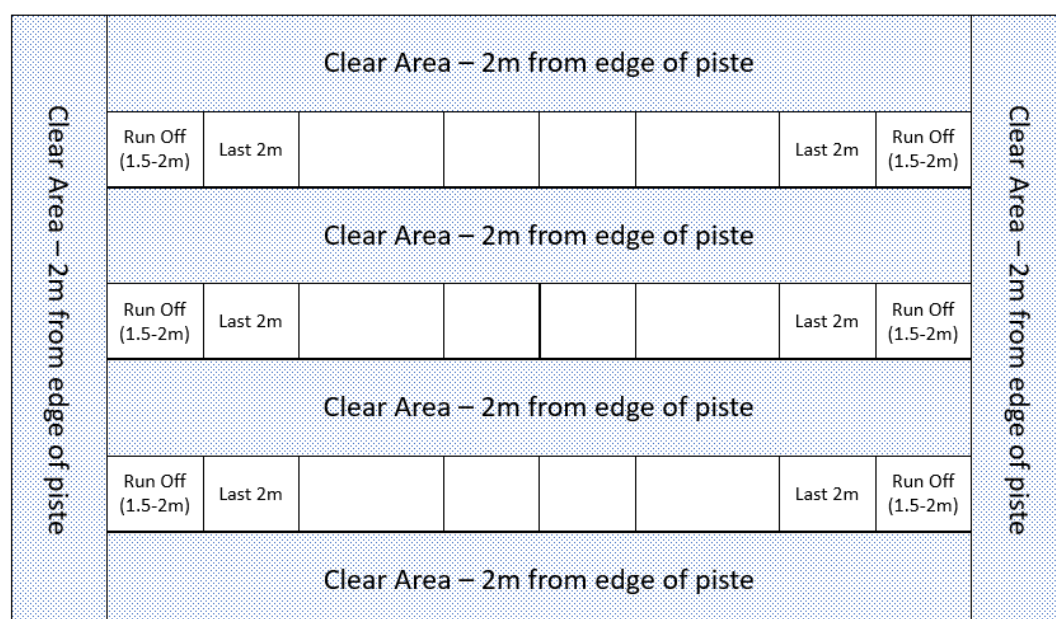 Clear Area – 2m from edge of piste
Clear Area – 2m from edge of piste
Clear Area – 2m from edge of piste
Run Off
(1.5-2m)
Last 2m
Last 2m
Run Off
(1.5-2m)
Clear Area – 2m from edge of piste
Run Off
(1.5-2m)
Last 2m
Last 2m
Run Off
(1.5-2m)
Clear Area – 2m from edge of piste
Run Off
(1.5-2m)
Last 2m
Last 2m
Run Off
(1.5-2m)
Clear Area – 2m from edge of piste